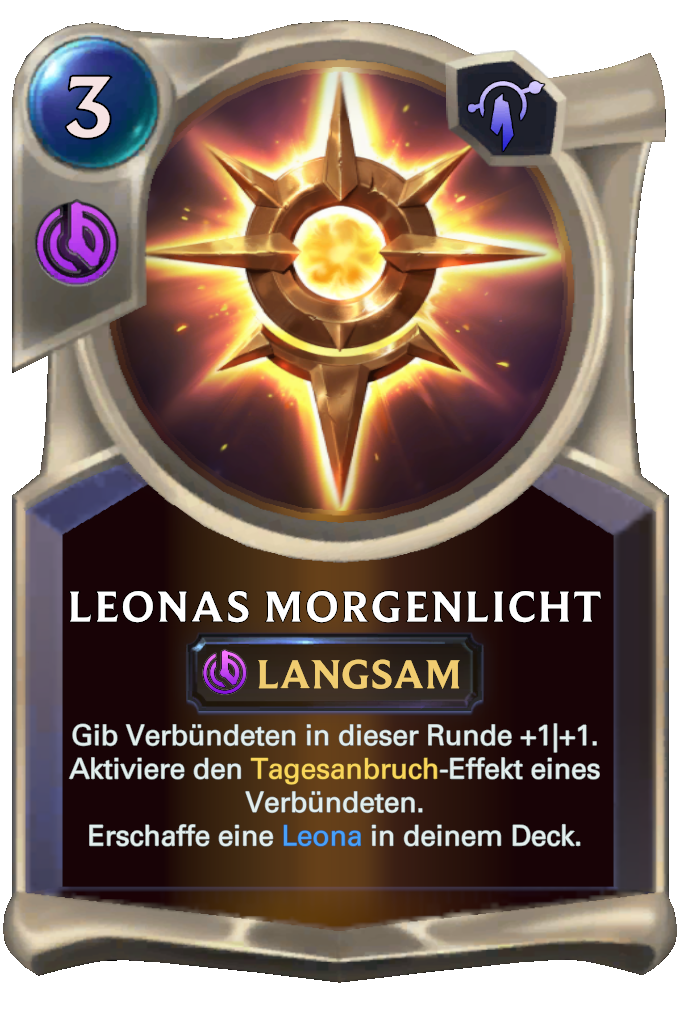 3
LEONAS MORGENLICHT
LANGSAM
Gib Verbündeten in dieser Runde +1|+1.
Aktiviere den Tagesanbruch-Effekt eines
Verbündeten.
Erschaffe eine Leona in deinem Deck.